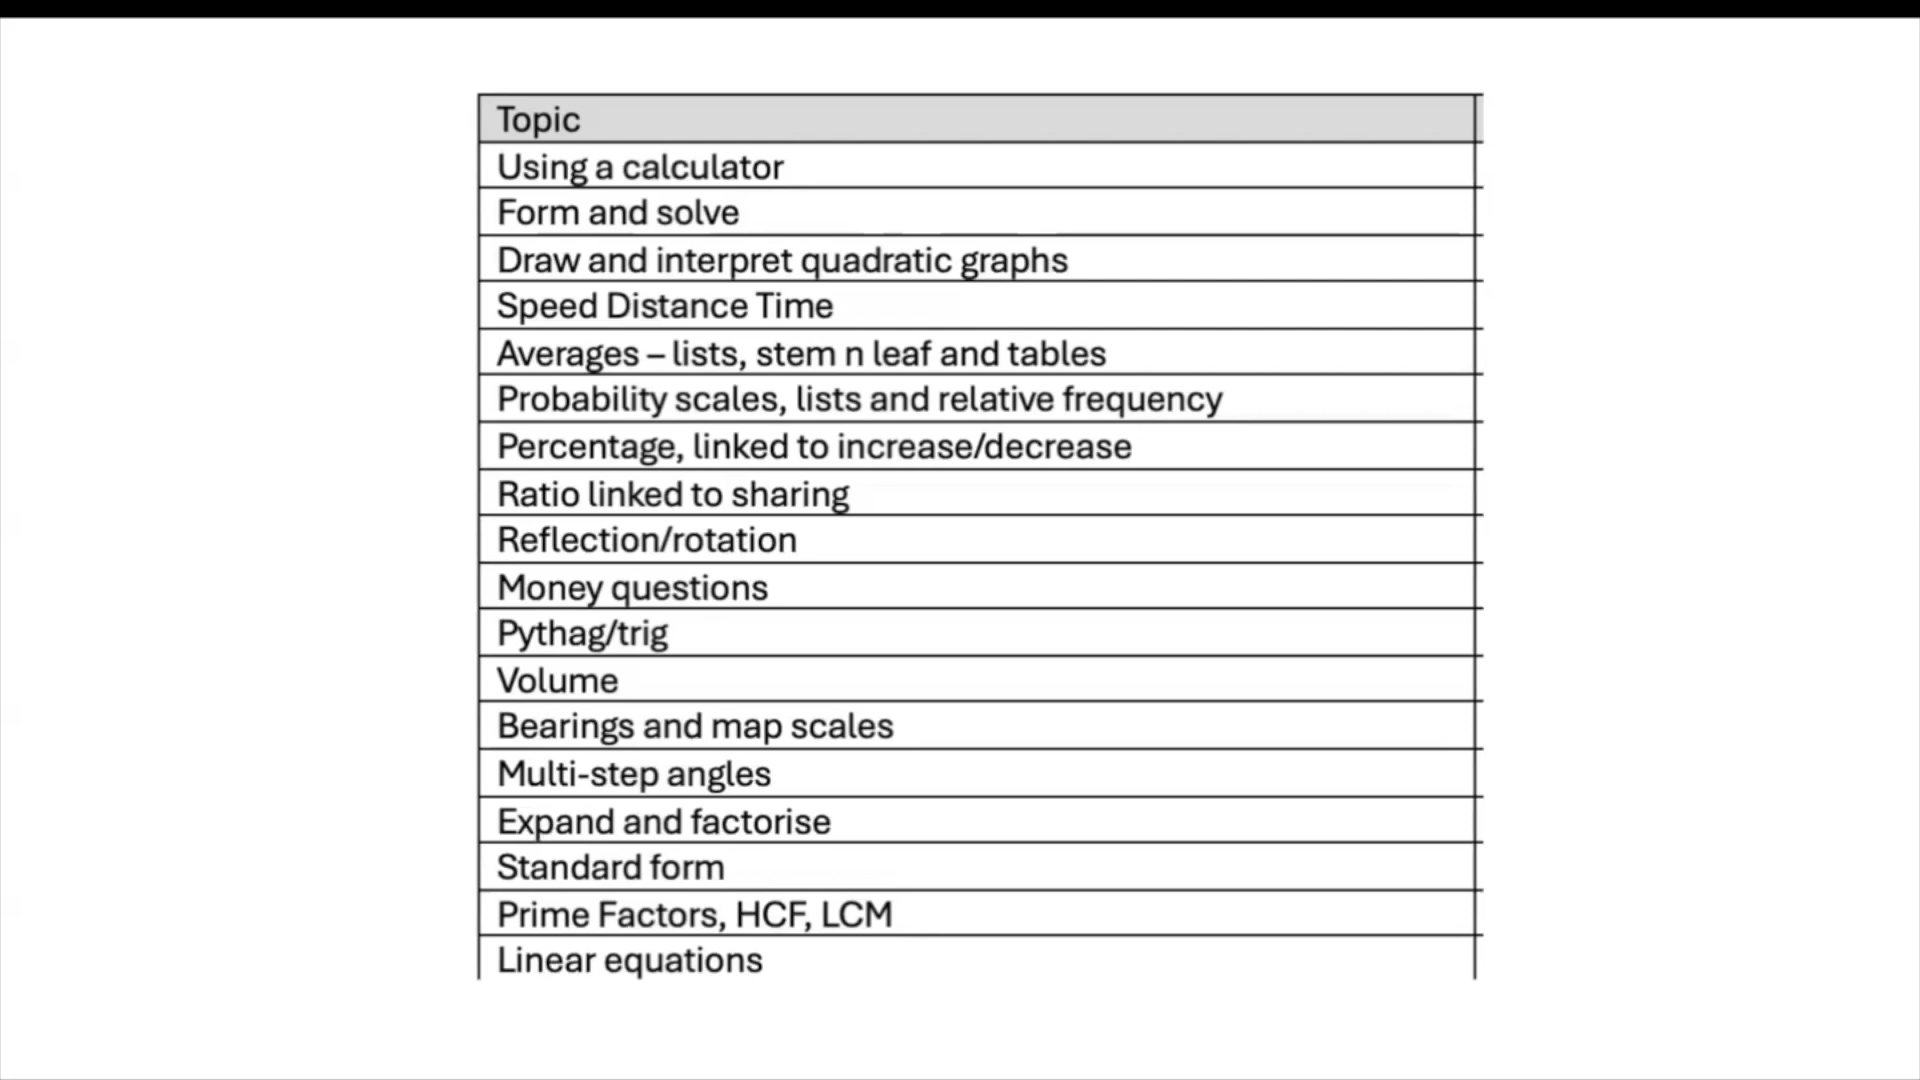 Topic
Using a calculator
Form and solve
Draw and interpret quadratic graphs
Speed Distance Time
Averages – lists, stem n leaf and tables
Probability scales, lists and relative frequency
Percentage, linked to increase/decrease
Ratio linked to sharing
Reflection/rotation
Money questions
Pythag/trig
Volume
Bearings and map scales
Multi-step angles
Expand and factorise
Standard form
Prime Factors, HCF, LCM
Linear equations